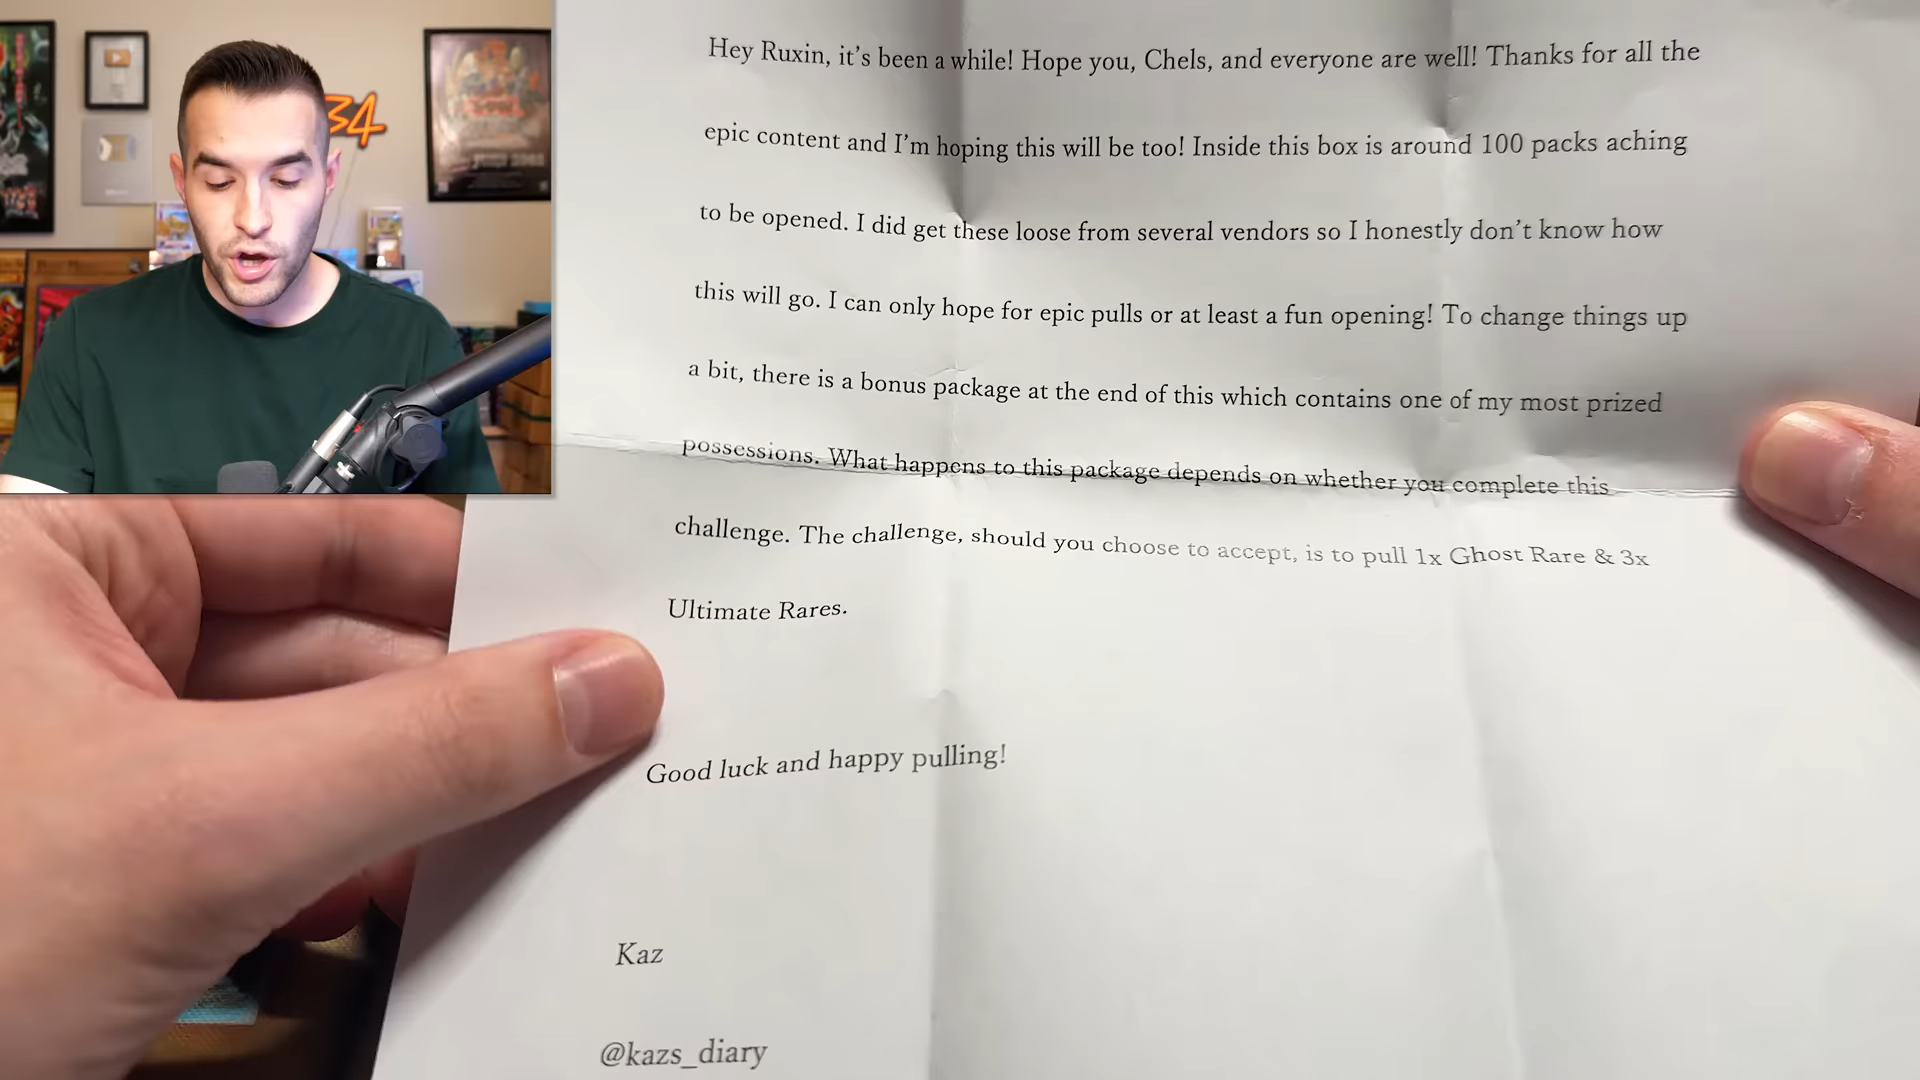 34
Hey Ruxin, it's been a while! Hope you, Chels, and everyone are well! Thanks for all the
epic content and I'm hoping this will be too! Inside this box is around 100 packs aching
to be opened. I did get these loose from several vendors so I honestly don't know how
this will go. I can only hope for epic pulls or at least a fun opening! To change things up
a bit, there is a bonus package at the end of this which contains one of my most prized
possessions. What happens to this package depends on whether you complete this
challenge. The challenge, should you choose to accept, is to pull 1x Ghost Rare & 3x
Ultimate Rares.
Good luck and happy pulling!
Kaz
@kazs_diary